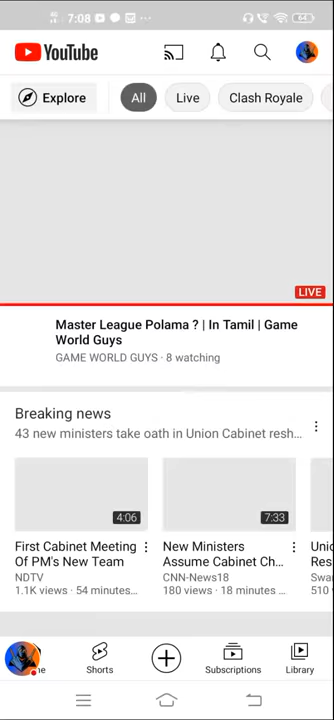 7:08
64
YouTube
Explore
All
Live
Clash Royale
LIVE
Master League Polama ? | In Tamil | Game
World Guys
GAME WORLD GUYS · 8 watching
Breaking news
43 new ministers take oath in Union Cabinet resh...
4:06
7:33
First Cabinet Meeting
Of PM's New Team
NDTV
1.1K views · 54 minutes...
New Ministers
Assume Cabinet Ch...
CNN-News18
180 views · 18 minutes ...
Unio
Res
Swa
510
ne
Shorts
Subscriptions
Library